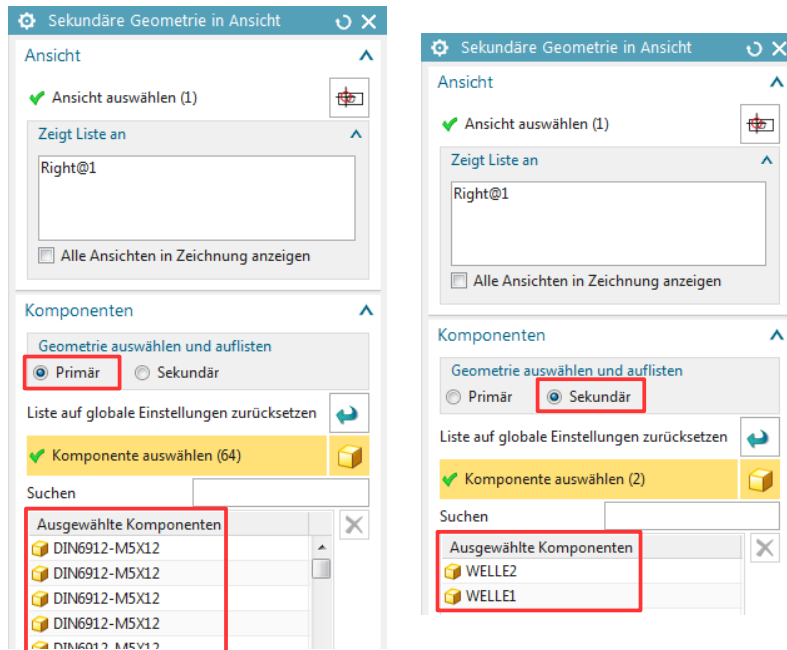 Sekundäre Geometrie in Ansicht
Ansicht
Ansicht auswählen (1)
Zeigt Liste an
Right@1
Alle Ansichten in Zeichnung anzeigen
Komponenten
Geometrie auswählen und auflisten
Primär Sekundär
Liste auf globale Einstellungen zurücksetzen
Komponente auswählen (64)
Suchen
Ausgewählte Komponenten
DIN6912-M5X12
DIN6912-M5X12
DIN6912-M5X12
DIN6912-M5X12
DIN6912-M5X12
Sekundäre Geometrie in Ansicht
Ansicht
Ansicht auswählen (1)
Zeigt Liste an
Right@1
Alle Ansichten in Zeichnung anzeigen
Komponenten
Geometrie auswählen und auflisten
Primär Sekundär
Liste auf globale Einstellungen zurücksetzen
Komponente auswählen (2)
Suchen
Ausgewählte Komponenten
WELLE2
WELLE1